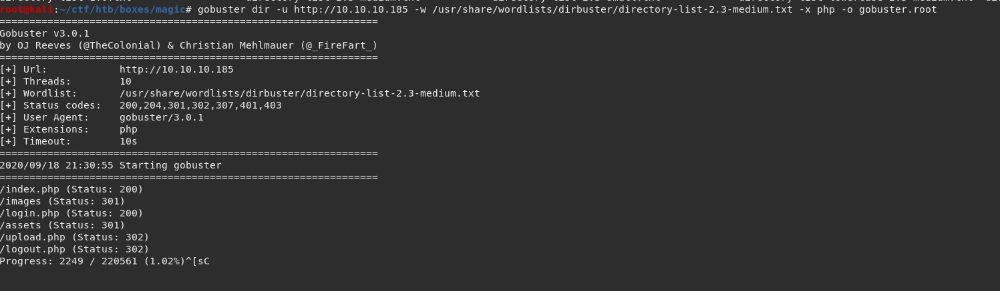 root@kali:~/ctf/htb/boxes/magic# gobuster dir -u http://10.10.10.185 -w /usr/share/wordlists/dirbuster/directory-list-2.3-medium.txt -x php -o gobuster.root
===============================================================
Gobuster v3.0.1
by OJ Reeves (@TheColonial) & Christian Mehlmauer (@_FireFart_)
===============================================================
[+] Url:            http://10.10.10.185
[+] Threads:        10
[+] Wordlist:       /usr/share/wordlists/dirbuster/directory-list-2.3-medium.txt
[+] Status codes:   200,204,301,302,307,401,403
[+] User Agent:     gobuster/3.0.1
[+] Extensions:     php
[+] Timeout:        10s
===============================================================
2020/09/18 21:30:55 Starting gobuster
===============================================================
/index.php (Status: 200)
/images (Status: 301)
/login.php (Status: 200)
/assets (Status: 301)
/upload.php (Status: 302)
/logout.php (Status: 302)
Progress: 2249 / 220561 (1.02%)^[sC